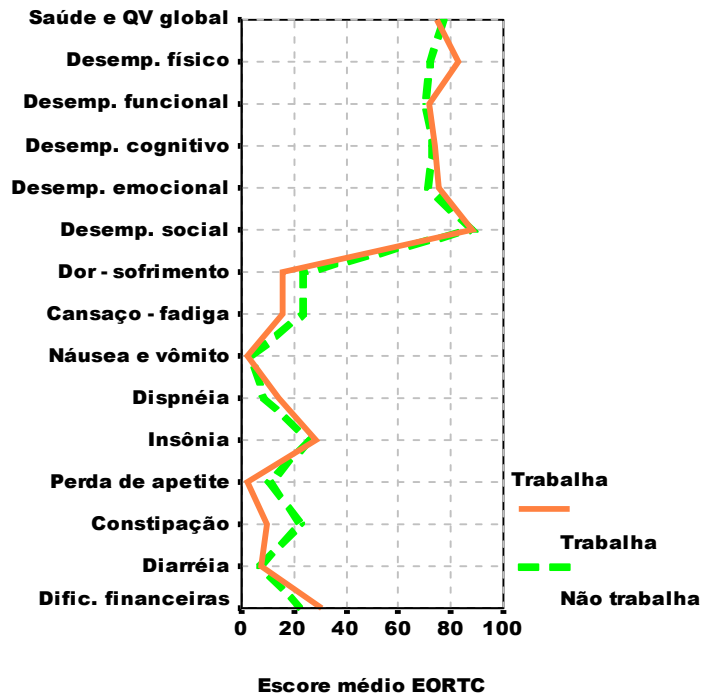 Saúde e QV global
Desemp. físico
Desemp. funcional
Desemp. cognitivo
Desemp. emocional
Desemp. social
Dor - sofrimento
Cansaço - fadiga
Náusea e vômito
Dispnéia
Insônia
Perda de apetite
Constipação
Diarréia
Dific. financeiras
0 20 40 60 80 100
Escore médio EORTC
Trabalha
Trabalha
Não trabalha